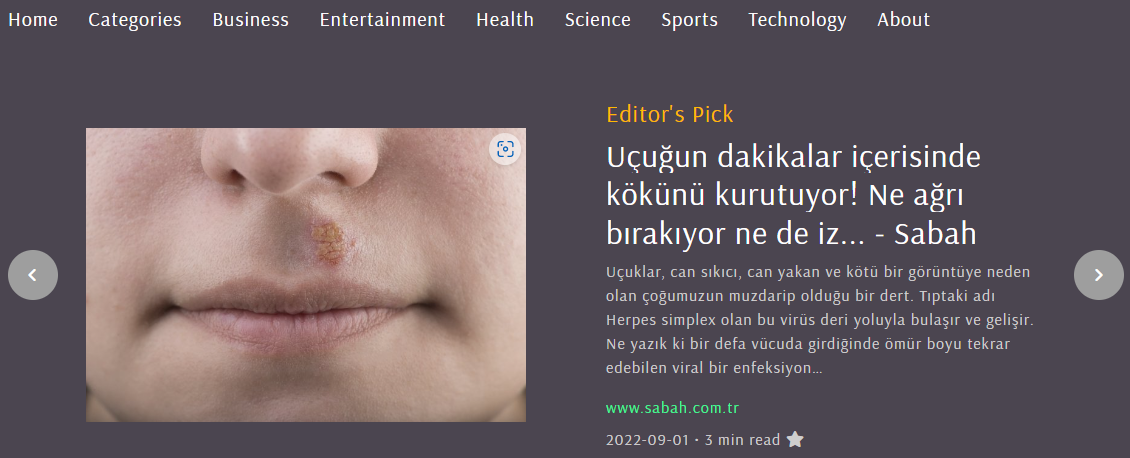 Home Categories Business Entertainment Health Science Sports Technology About
Editor's Pick
Uçuğun dakikalar içerisinde
kökünü kurutuyor! Ne ağrı
bırakıyor ne de iz... - Sabah
Uçuklar, can sıkıcı, can yakan ve kötü bir görüntüye neden
olan çoğumuzun muzdarip olduğu bir dert. Tıptaki adı
Herpes simplex olan bu virüs deri yoluyla bulaşır ve gelişir.
Ne yazık ki bir defa vücuda girdiğinde ömür boyu tekrar
edebilen viral bir enfeksiyon…
www.sabah.com.tr
2022-09-01 · 3 min read